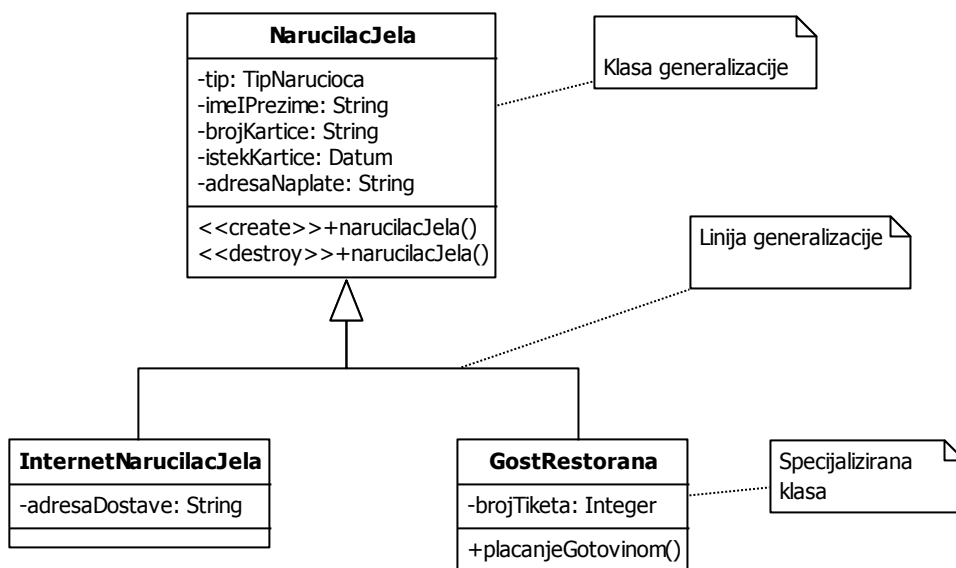 NarucilacJela
-tip: TipNarucioca
-imeIPrezime: String
-brojKartice: String
-istekKartice: Datum
-adresaNaplate: String
<<create>>+narucilacJela()
<<destroy>>+narucilacJela()
Klasa generalizacije
Linija generalizacije
InternetNarucilacJela
-adresaDostave: String
GostRestorana
-brojTiketa: Integer
+placanjeGotovinom()
Specijalizirana
klasa